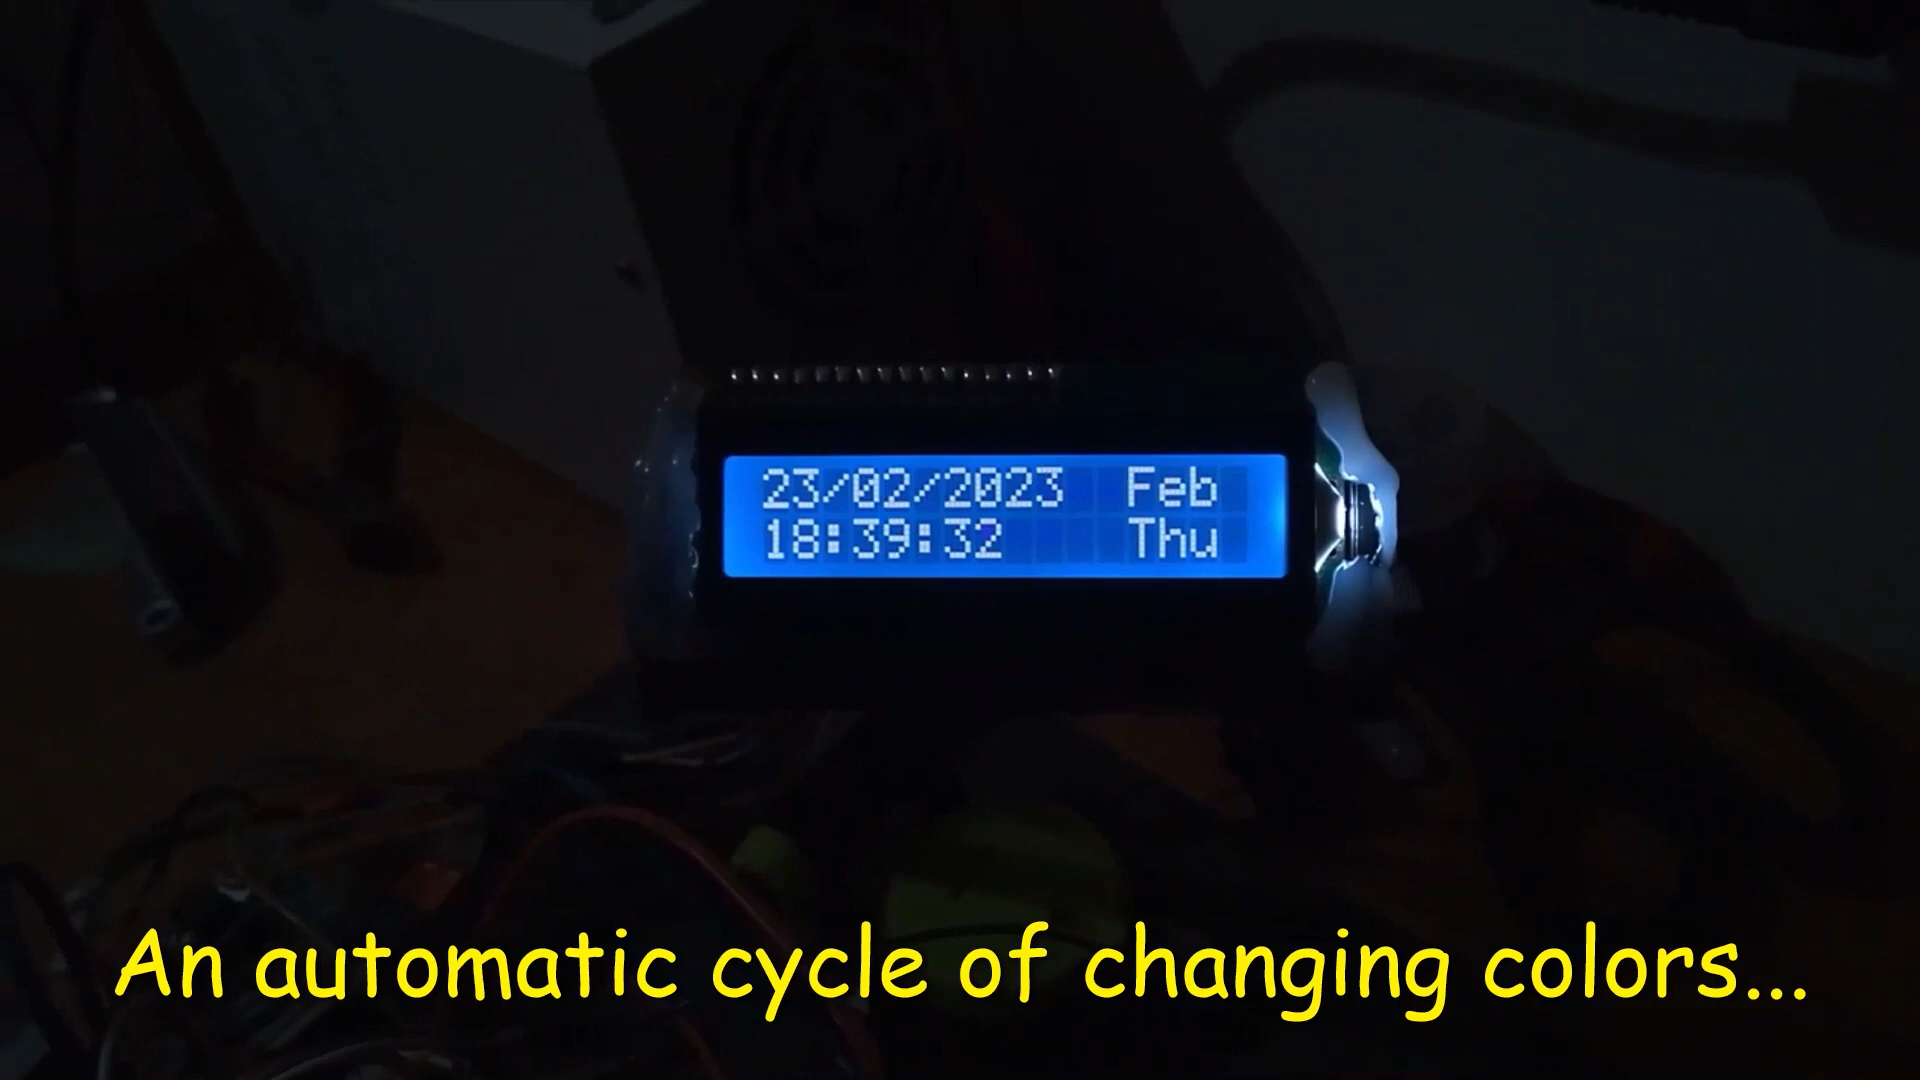 23/02/2023 Feb
18:39:32 Thu
An automatic cycle of changing colors...